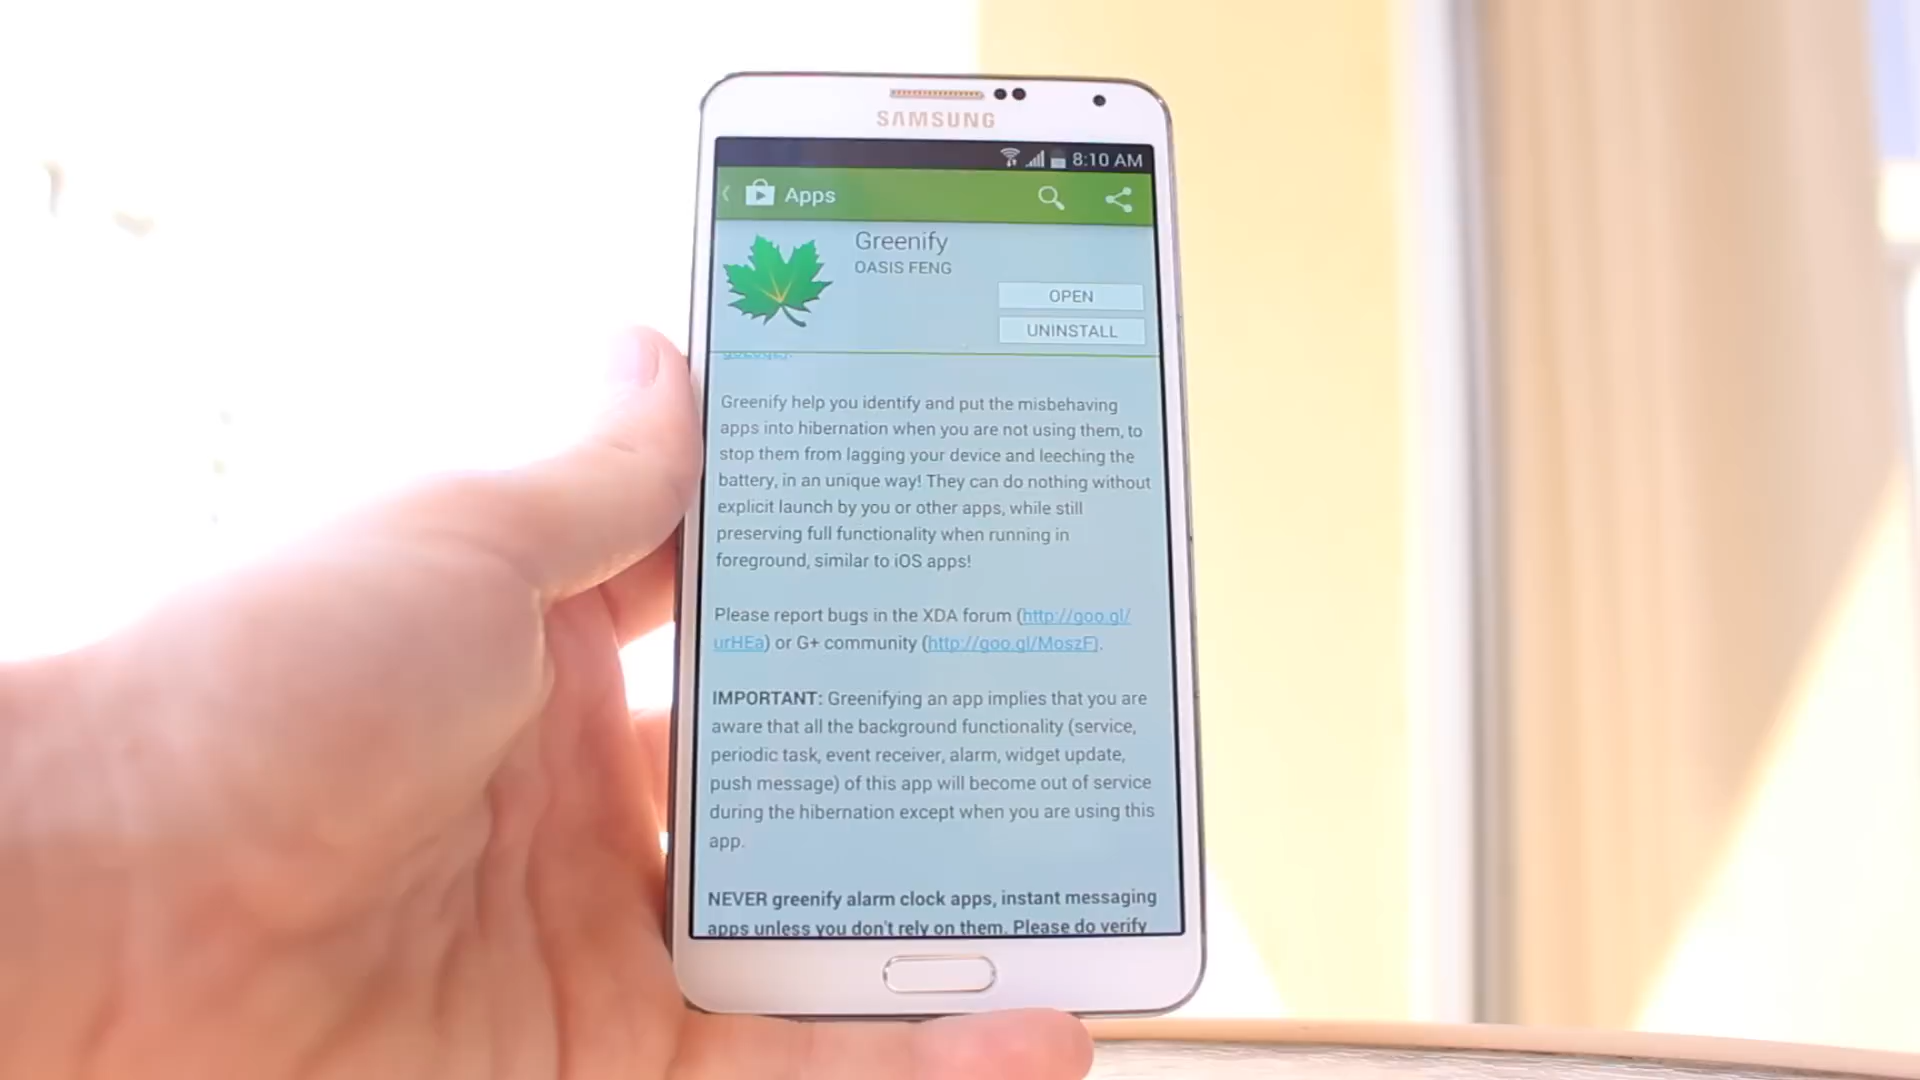 SAMSUNG
8:10 AM
Apps
Greenify
OASIS FENG
OPEN
UNINSTALL
Greenify help you identify and put the misbehaving
apps into hibernation when you are not using them, to
stop them from lagging your device and leeching the
battery, in an unique way! They can do nothing without
explicit launch by you or other apps, while still
preserving full functionality when running in
foreground, similar to iOS apps!
Please report bugs in the XDA forum (http://goo.gl/
urHEa) or G+ community (http://goo.gl/MoszF).
IMPORTANT: Greenifying an app implies that you are
aware that all the background functionality (service,
periodic task, event receiver, alarm, widget update,
push message) of this app will become out of service
during the hibernation except when you are using this
app.
NEVER greenify alarm clock apps, instant messaging
apps unless you don't rely on them. Please do verify